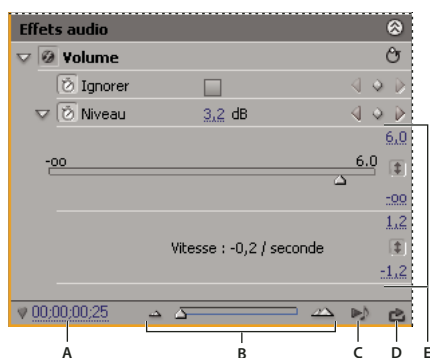 Effets audio
Volume
Ignorer
Niveau 3,2 dB
6,0
-oo 6.0
-oo
1,2
Vitesse : -0,2 / seconde
-1,2
00;00;00;25
A B C D E